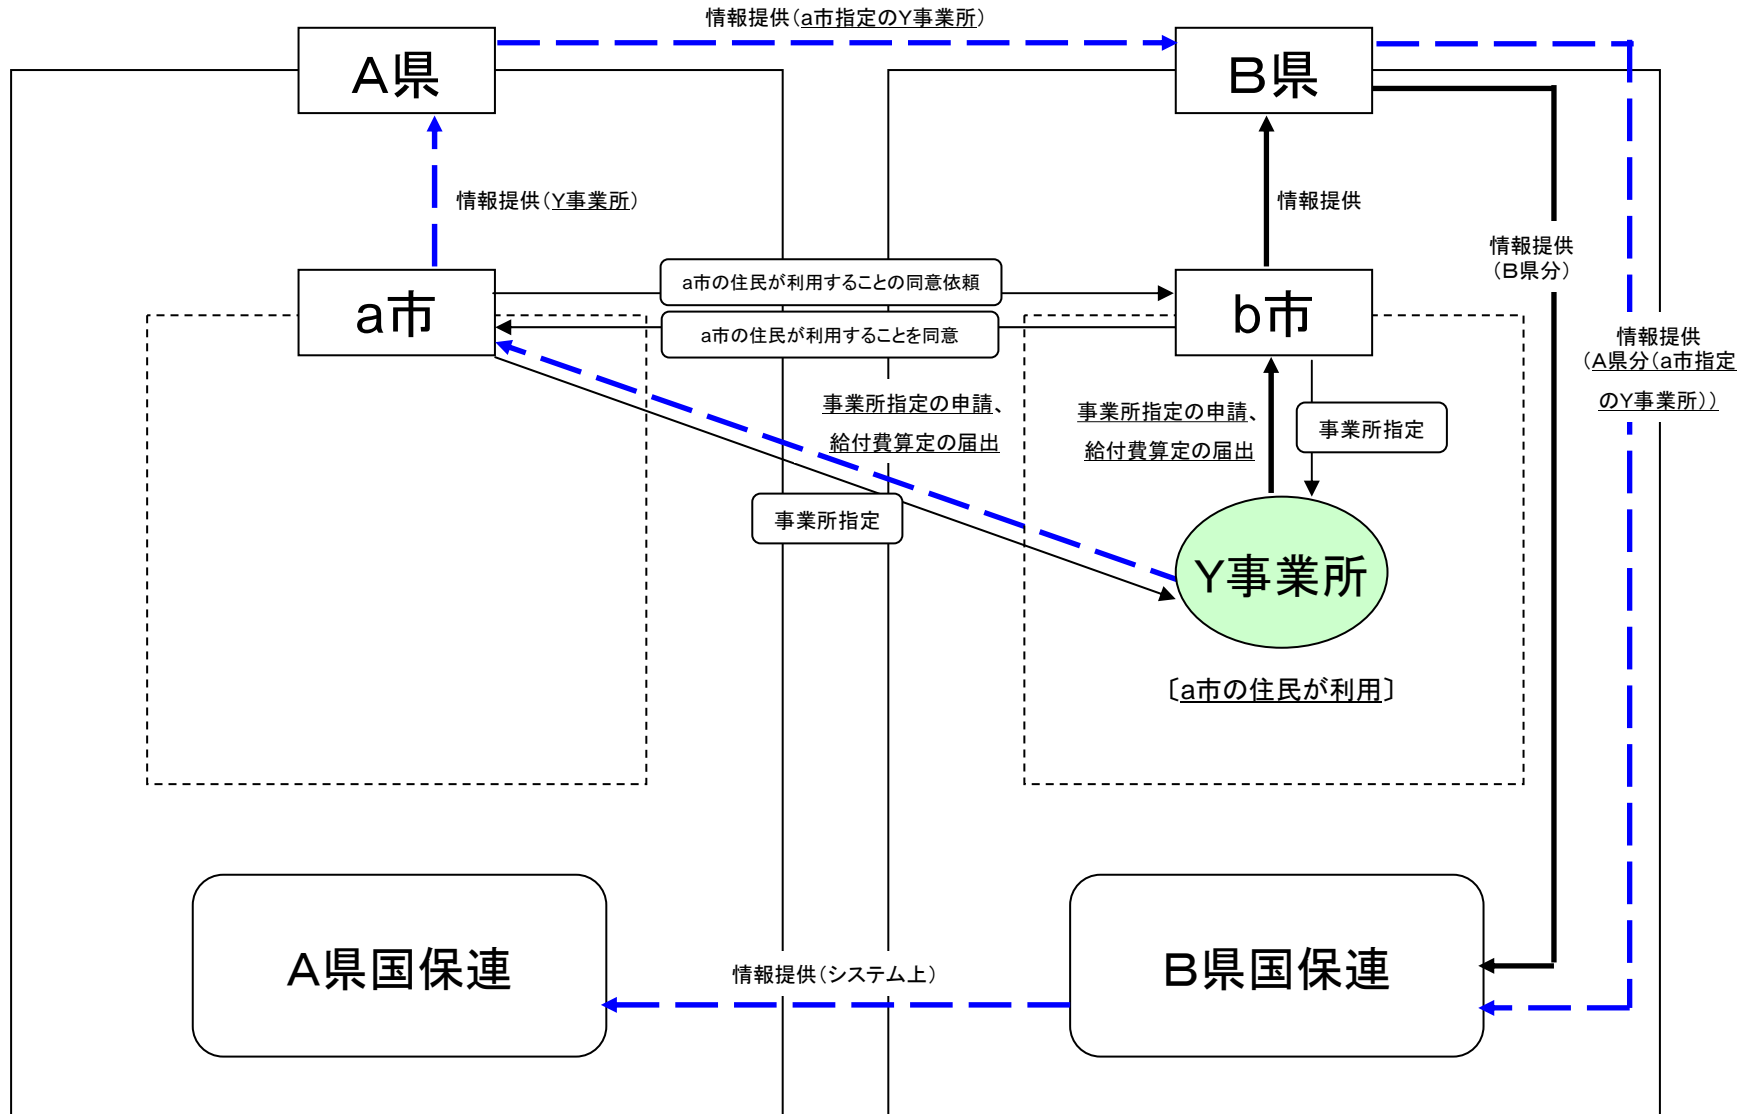 情報提供(a市指定のY事業所)
A県
B県
情報提供(Y事業所)
情報提供
情報提供
(B県分)
a市の住民が利用することの同意依頼
a市
b市
a市の住民が利用することを同意
情報提供
(A県分(a市指定
のY事業所))
事業所指定の申請、
給付費算定の届出
事業所指定の申請、
給付費算定の届出
事業所指定
事業所指定
Y事業所
〔a市の住民が利用〕
A県国保連
情報提供(システム上)
B県国保連